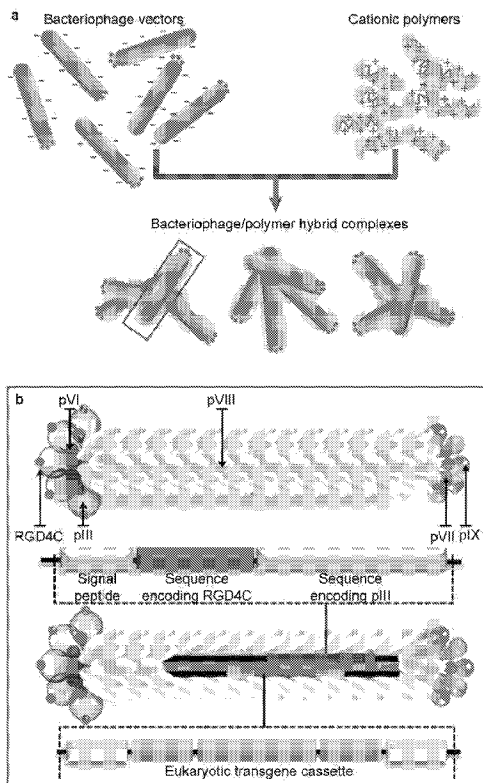 a
Bacteriophage vectors
Cationic polymers
Bacteriophage/polymer hybrid complexes
b
pVI
pVIII
RGD4C
pIII
pVII
pIX
Signal peptide
Sequence encoding RGD4C
Sequence encoding pIII
Eukaryotic transgene cassette